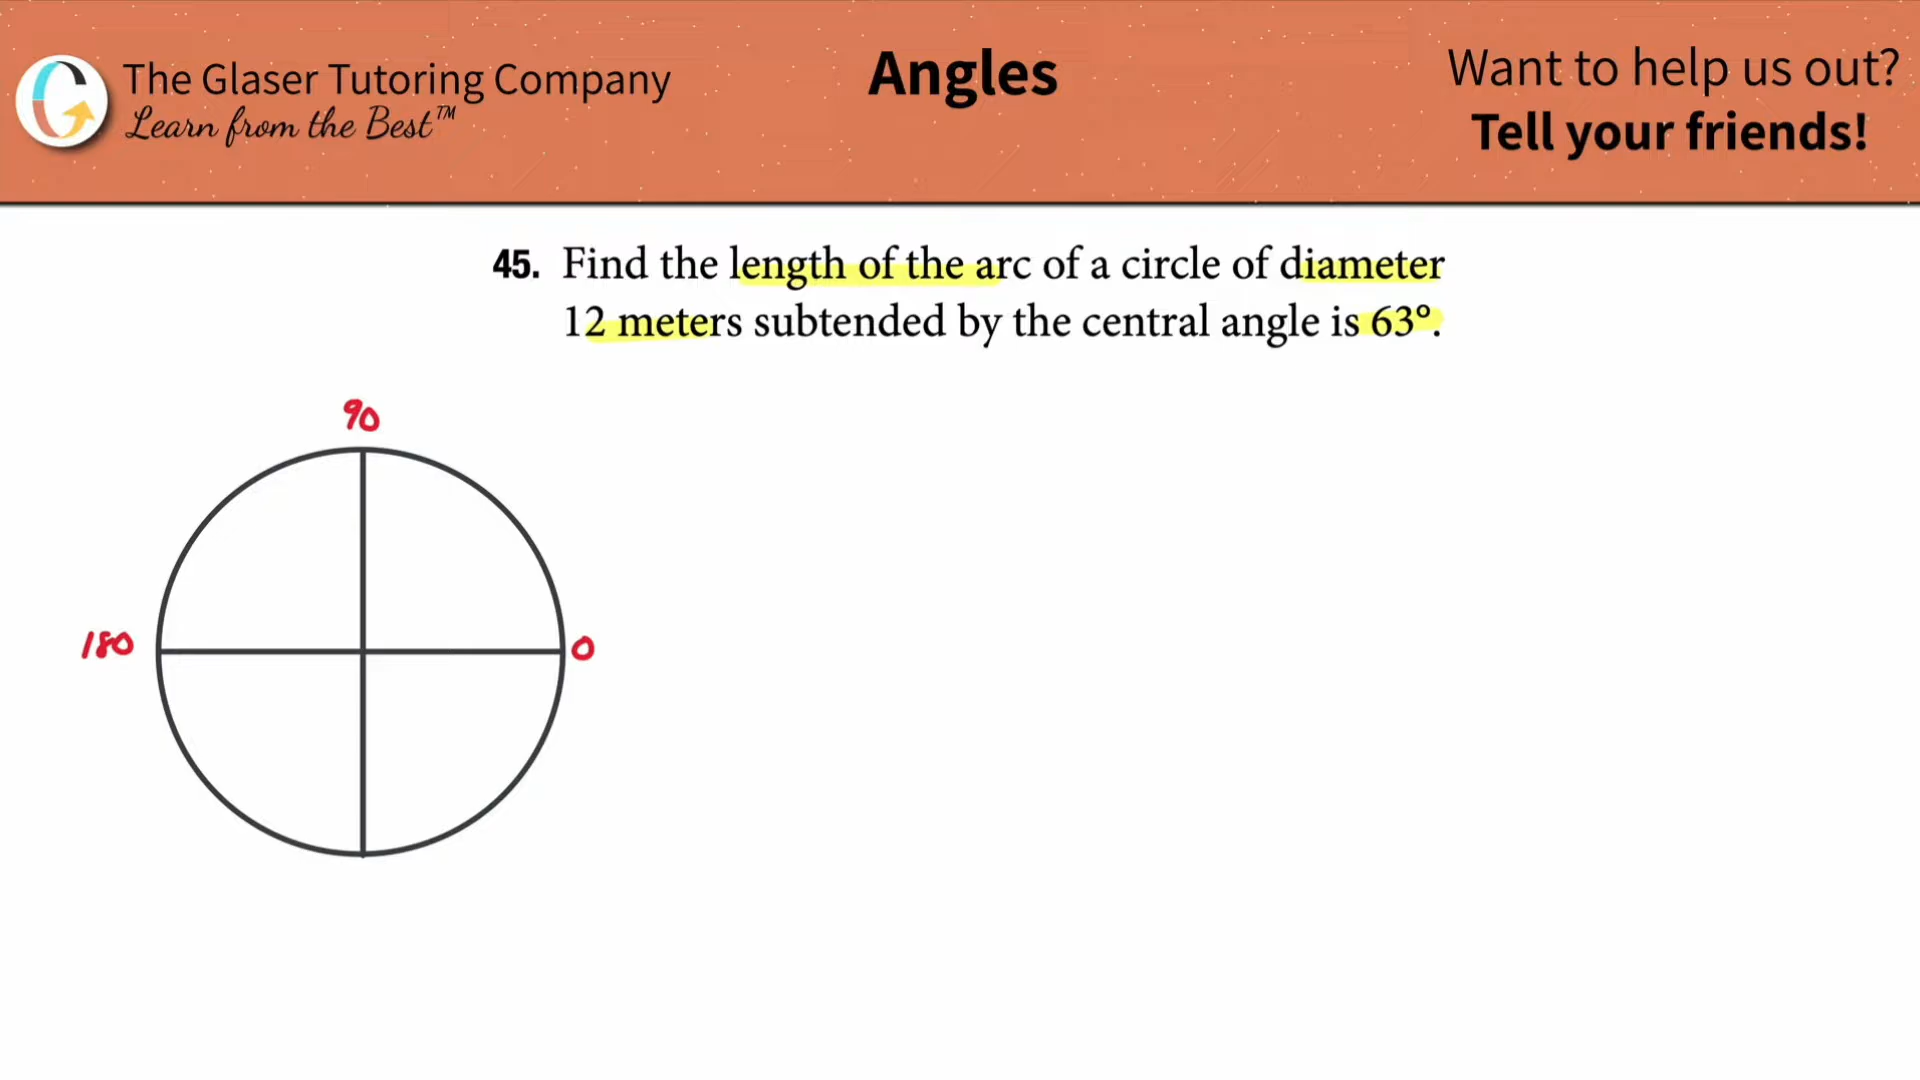 The Glaser Tutoring Company
Learn from the Best™
Angles
Want to help us out?
Tell your friends!
45. Find the length of the arc of a circle of diameter
12 meters subtended by the central angle is 63°.
90
180
0